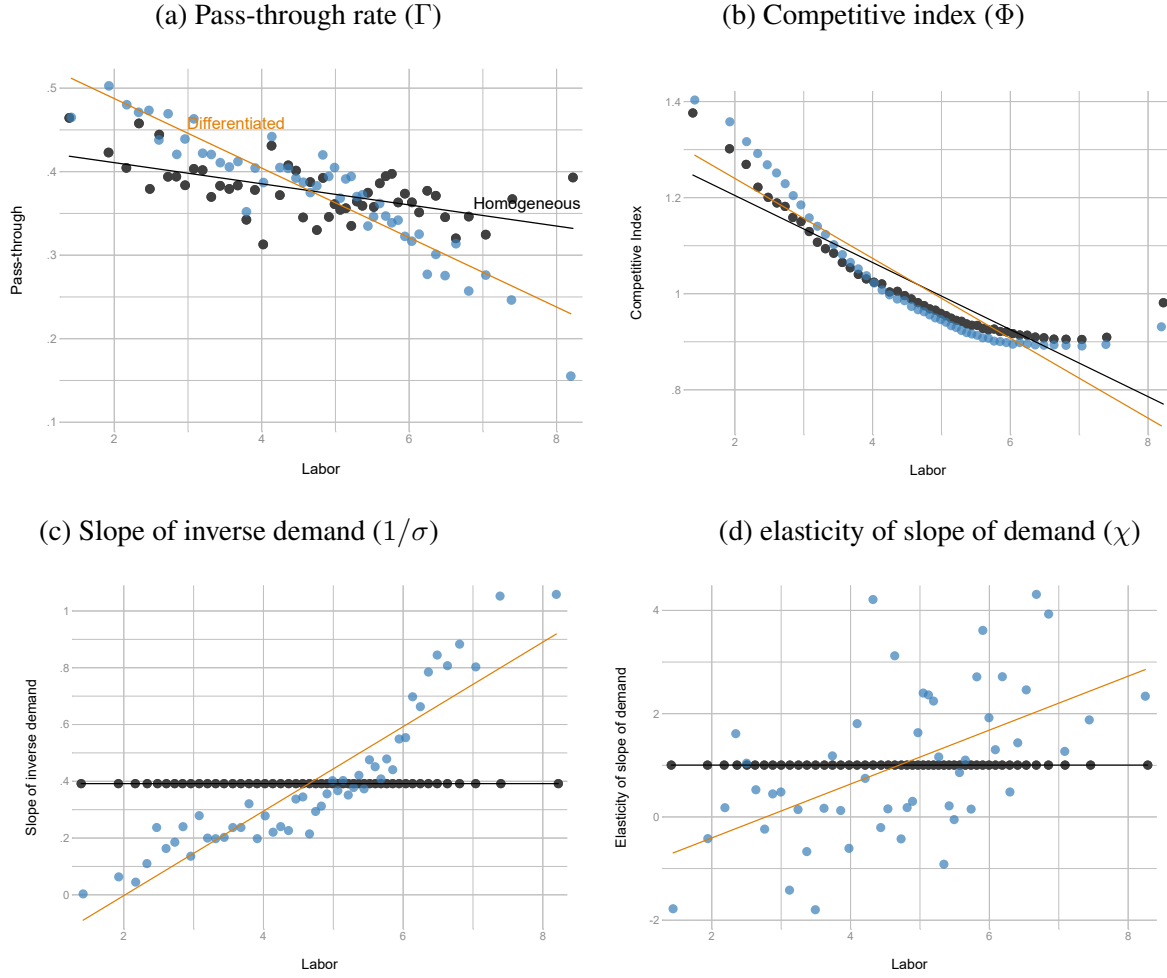 (a) Pass-through rate (Γ)
Pass-through
.5
.4
.3
.2
.1
Differentiated
Homogeneous
2 4 6 8
Labor
(b) Competitive index (Φ)
Competitive Index
1.4
1.2
1
.8
2 4 6 8
Labor
(c) Slope of inverse demand (1/σ)
Slope of inverse demand
1
.8
.6
.4
.2
0
2 4 6 8
Labor
(d) elasticity of slope of demand (χ)
Elasticity of slope of demand
4
2
0
-2
2 4 6 8
Labor